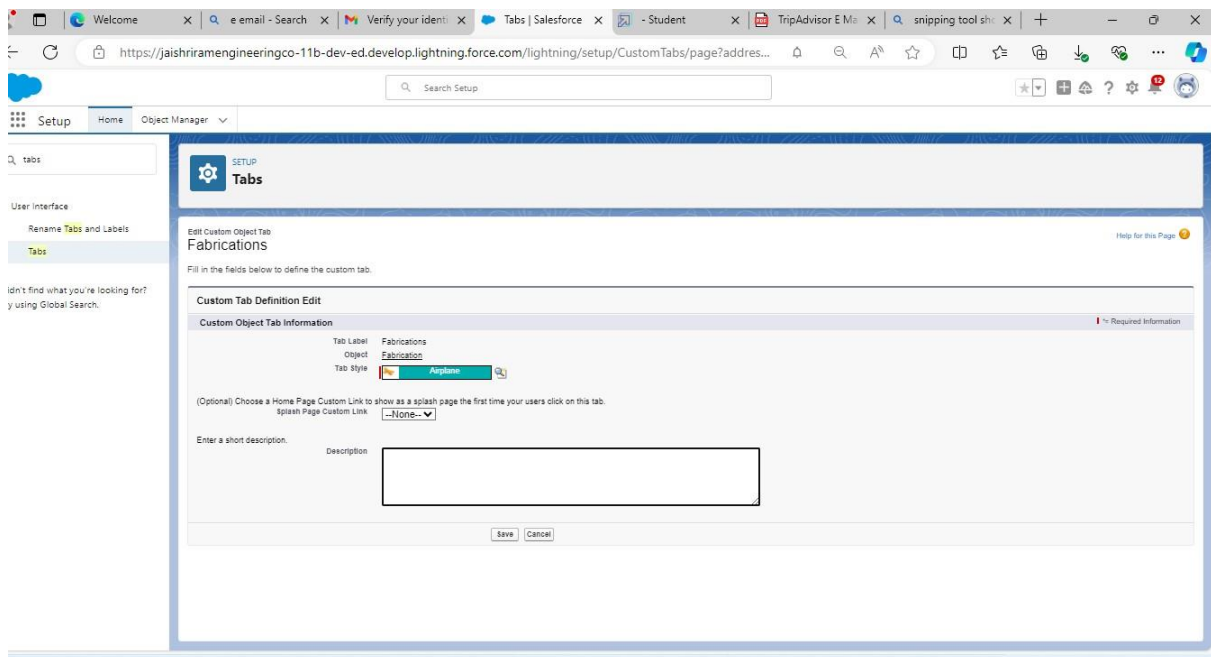 Welcome
e email - Search
Verify your identi
Tabs | Salesforce
- Student
TripAdvisor E Ma
snipping tool sho
https://jaishriramengineeringco-11b-dev-ed.develop.lightning.force.com/lightning/setup/CustomTabs/page?addres...
Search Setup
12
Setup
Home
Object Manager
tabs
SETUP
Tabs
User Interface
Rename Tabs and Labels
Tabs
idn't find what you're looking for?
y using Global Search.
Edit Custom Object Tab
Fabrications
Help for this Page
Fill in the fields below to define the custom tab.
Custom Tab Definition Edit
Custom Object Tab Information
= Required Information
Tab Label Fabrications
Object Fabrication
Tab Style Airplane
(Optional) Choose a Home Page Custom Link to show as a splash page the first time your users click on this tab.
Splash Page Custom Link --None--
Enter a short description.
Description
Save Cancel